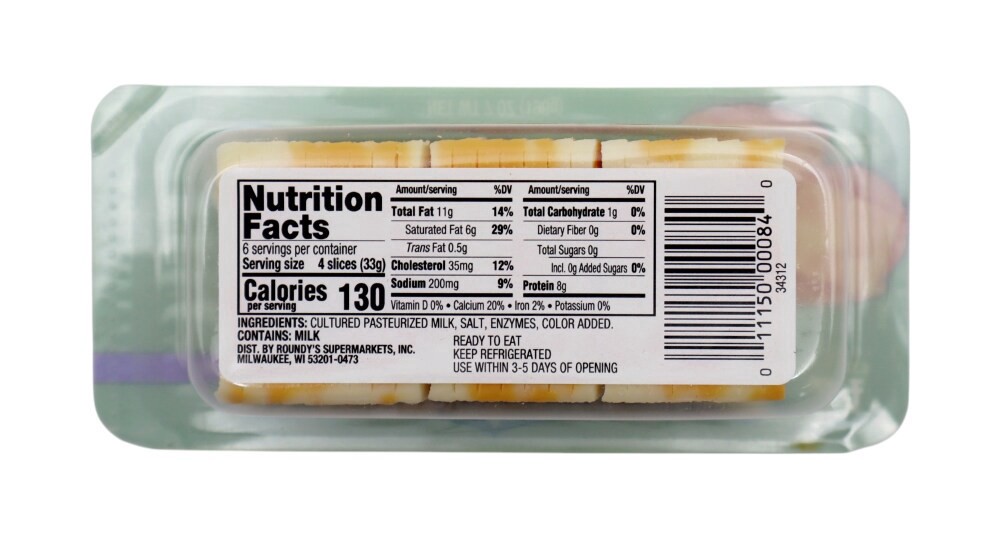 Nutrition Facts
6 servings per container
Serving size 4 slices (33g)
Calories per serving 130
Amount/serving %DV
Total Fat 11g 14%
Saturated Fat 6g 29%
Trans Fat 0.5g
Cholesterol 35mg 12%
Sodium 200mg 9%
Amount/serving %DV
Total Carbohydrate 1g 0%
Dietary Fiber 0g 0%
Total Sugars 0g
Incl. 0g Added Sugars 0%
Protein 8g
Vitamin D 0% • Calcium 20% • Iron 2% • Potassium 0%
INGREDIENTS: CULTURED PASTEURIZED MILK, SALT, ENZYMES, COLOR ADDED.
CONTAINS: MILK
DIST. BY ROUNDY'S SUPERMARKETS, INC.
MILWAUKEE, WI 53201-0473
READY TO EAT
KEEP REFRIGERATED
USE WITHIN 3-5 DAYS OF OPENING
0 11150 00084 0
34312